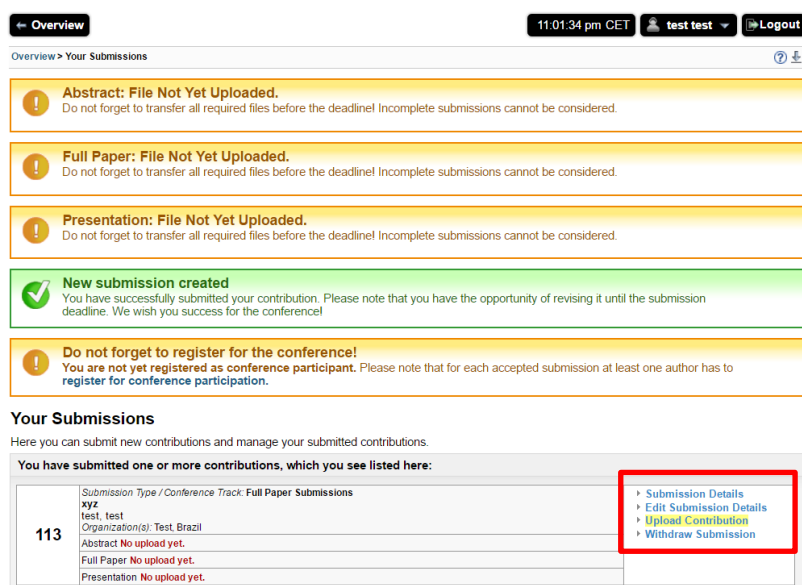 ← Overview
11:01:34 pm CET
test test
Logout
Overview > Your Submissions
Abstract: File Not Yet Uploaded.
Do not forget to transfer all required files before the deadline! Incomplete submissions cannot be considered.
Full Paper: File Not Yet Uploaded.
Do not forget to transfer all required files before the deadline! Incomplete submissions cannot be considered.
Presentation: File Not Yet Uploaded.
Do not forget to transfer all required files before the deadline! Incomplete submissions cannot be considered.
New submission created
You have successfully submitted your contribution. Please note that you have the opportunity of revising it until the submission
deadline. We wish you success for the conference!
Do not forget to register for the conference!
You are not yet registered as conference participant. Please note that for each accepted submission at least one author has to
register for conference participation.
Your Submissions
Here you can submit new contributions and manage your submitted contributions.
You have submitted one or more contributions, which you see listed here:
113
Submission Type / Conference Track: Full Paper Submissions
xyz
test, test
Organization(s): Test, Brazil
Abstract No upload yet.
Full Paper No upload yet.
Presentation No upload yet.
Submission Details
Edit Submission Details
Upload Contribution
Withdraw Submission